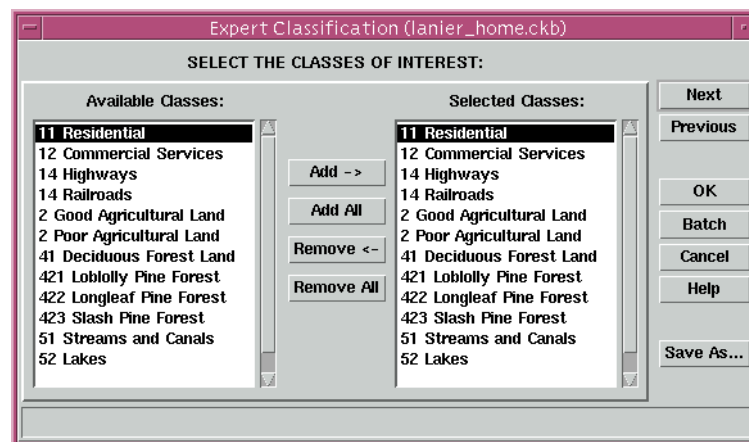 Expert Classification (lanier_home.ckb)
SELECT THE CLASSES OF INTEREST:
Available Classes:
11 Residential
12 Commercial Services
14 Highways
14 Railroads
2 Good Agricultural Land
2 Poor Agricultural Land
41 Deciduous Forest Land
421 Loblolly Pine Forest
422 Longleaf Pine Forest
423 Slash Pine Forest
51 Streams and Canals
52 Lakes
Add ->
Add All
Remove <-
Remove All
Selected Classes:
11 Residential
12 Commercial Services
14 Highways
14 Railroads
2 Good Agricultural Land
2 Poor Agricultural Land
41 Deciduous Forest Land
421 Loblolly Pine Forest
422 Longleaf Pine Forest
423 Slash Pine Forest
51 Streams and Canals
52 Lakes
Next
Previous
OK
Batch
Cancel
Help
Save As...